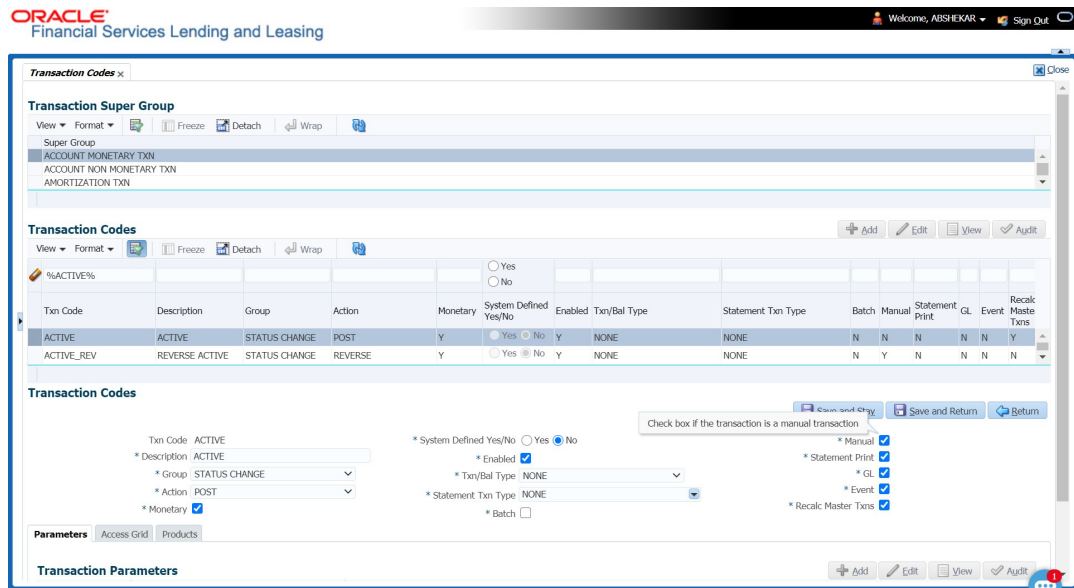 ORACLE
Financial Services Lending and Leasing
Welcome, ABSHEKAR
Sign Out
Transaction Codes x
Close
Transaction Super Group
View Format Freeze Detach Wrap
Super Group
ACCOUNT MONETARY TXN
ACCOUNT NON MONETARY TXN
AMORTIZATION TXN
Transaction Codes
Add Edit View Audit
View Format Freeze Detach Wrap
%ACTIVE%
Yes
No
Txn Code Description Group Action Monetary System Defined Yes/No Enabled Txn/Bal Type Statement Txn Type Batch Manual Statement Print GL Event Recalc Maste Txns
ACTIVE ACTIVE STATUS CHANGE POST Y Yes No Y NONE NONE N N N N N Y
ACTIVE_REV REVERSE ACTIVE STATUS CHANGE REVERSE Y Yes No Y NONE NONE N Y N N N N
Transaction Codes
Save and Stay Save and Return Return
Check box if the transaction is a manual transaction
Txn Code ACTIVE
* Description ACTIVE
* Group STATUS CHANGE
* Action POST
* Monetary
* System Defined Yes/No Yes No
* Enabled
* Txn/Bal Type NONE
* Statement Txn Type NONE
* Batch
* Manual
* Statement Print
* GL
* Event
* Recalc Master Txns
Parameters Access Grid Products
Transaction Parameters
Add Edit View Audit
1